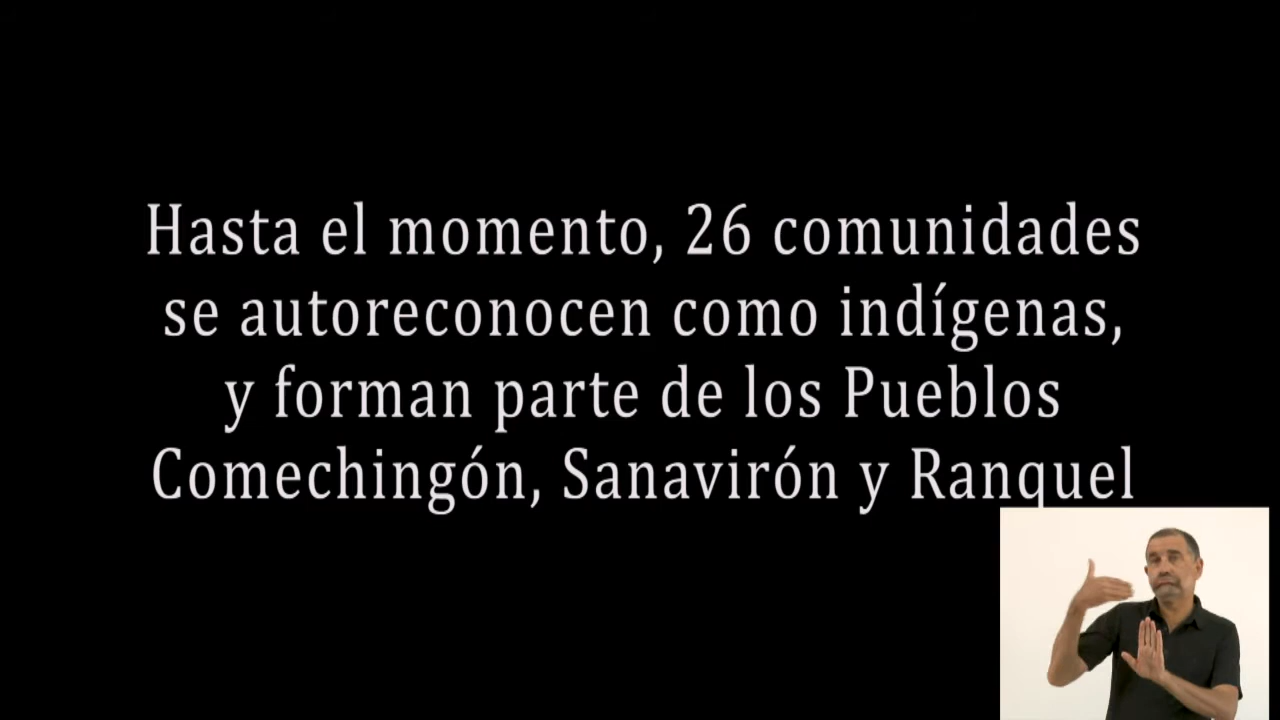 Hasta el momento, 26 comunidades
se autoreconocen como indígenas,
y forman parte de los Pueblos
Comechingón, Sanavirón y Ranquel